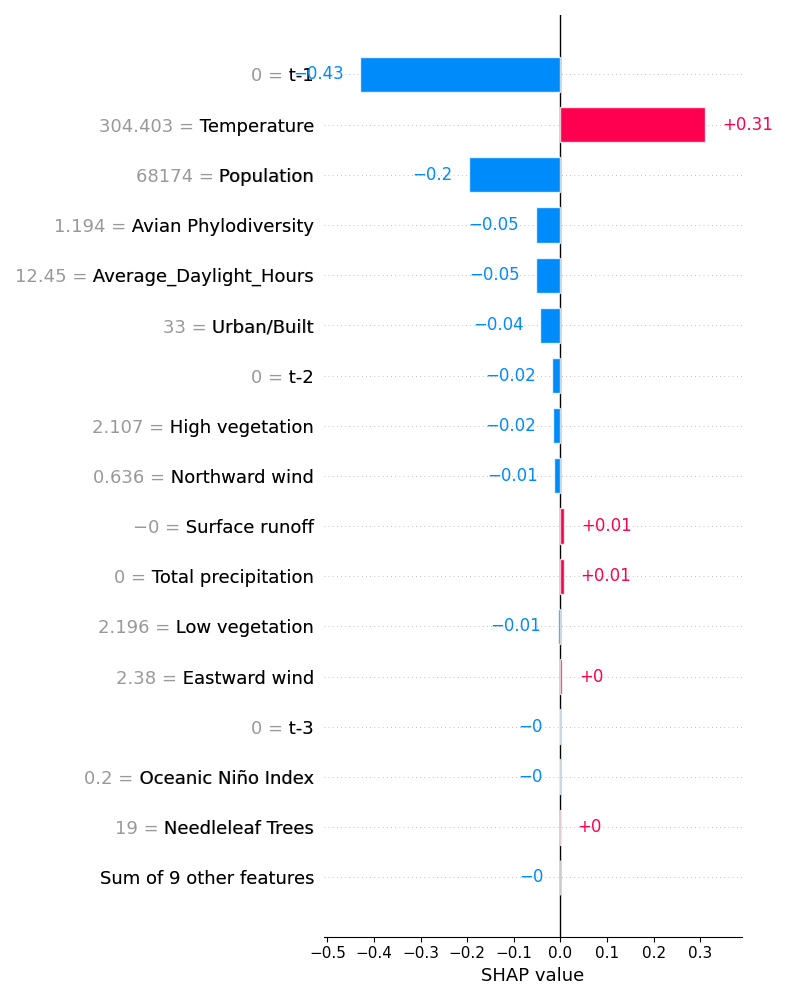 0 = t-1 −0.43
304.403 = Temperature +0.31
68174 = Population −0.2
1.194 = Avian Phylodiversity −0.05
12.45 = Average_Daylight_Hours −0.05
33 = Urban/Built −0.04
0 = t-2 −0.02
2.107 = High vegetation −0.02
0.636 = Northward wind −0.01
−0 = Surface runoff +0.01
0 = Total precipitation +0.01
2.196 = Low vegetation −0.01
2.38 = Eastward wind +0
0 = t-3 −0
0.2 = Oceanic Niño Index −0
19 = Needleleaf Trees +0
Sum of 9 other features −0
−0.5 −0.4 −0.3 −0.2 −0.1 0.0 0.1 0.2 0.3
SHAP value